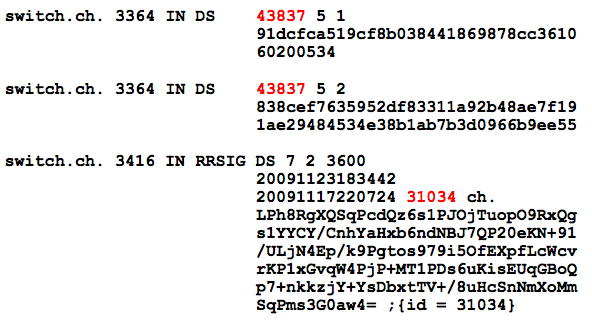 switch.ch. 3364 IN DS 43837 5 1
91dcfca519cf8b038441869878cc3610
60200534
switch.ch. 3364 IN DS 43837 5 2
838cef7635952df83311a92b48ae7f19
1ae29484534e38b1ab7b3d0966b9ee55
switch.ch. 3416 IN RRSIG DS 7 2 3600
20091123183442
20091117220724 31034 ch.
LPh8RgXQSqPcdQz6s1PJOjTuopO9RxQg
s1YYCY/CnhYaHxb6ndNBJ7QP20eKN+91
/ULjN4Ep/k9Pgtos979i5OfEXpfLcWcv
rKP1xGvqW4PjP+MT1PDs6uKisEUqGBoQ
p7+nkkzjY+YsDbxtTV+/8uHcSnNmXoMm
SqPms3G0aw4= ;{id = 31034}